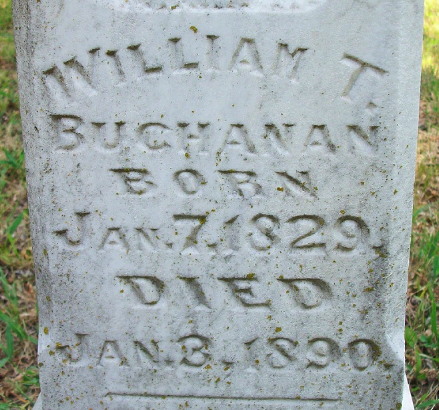 WILLIAM T.
BUCHANAN
BORN
JAN. 7, 1829.
DIED
JAN. 3, 1890.